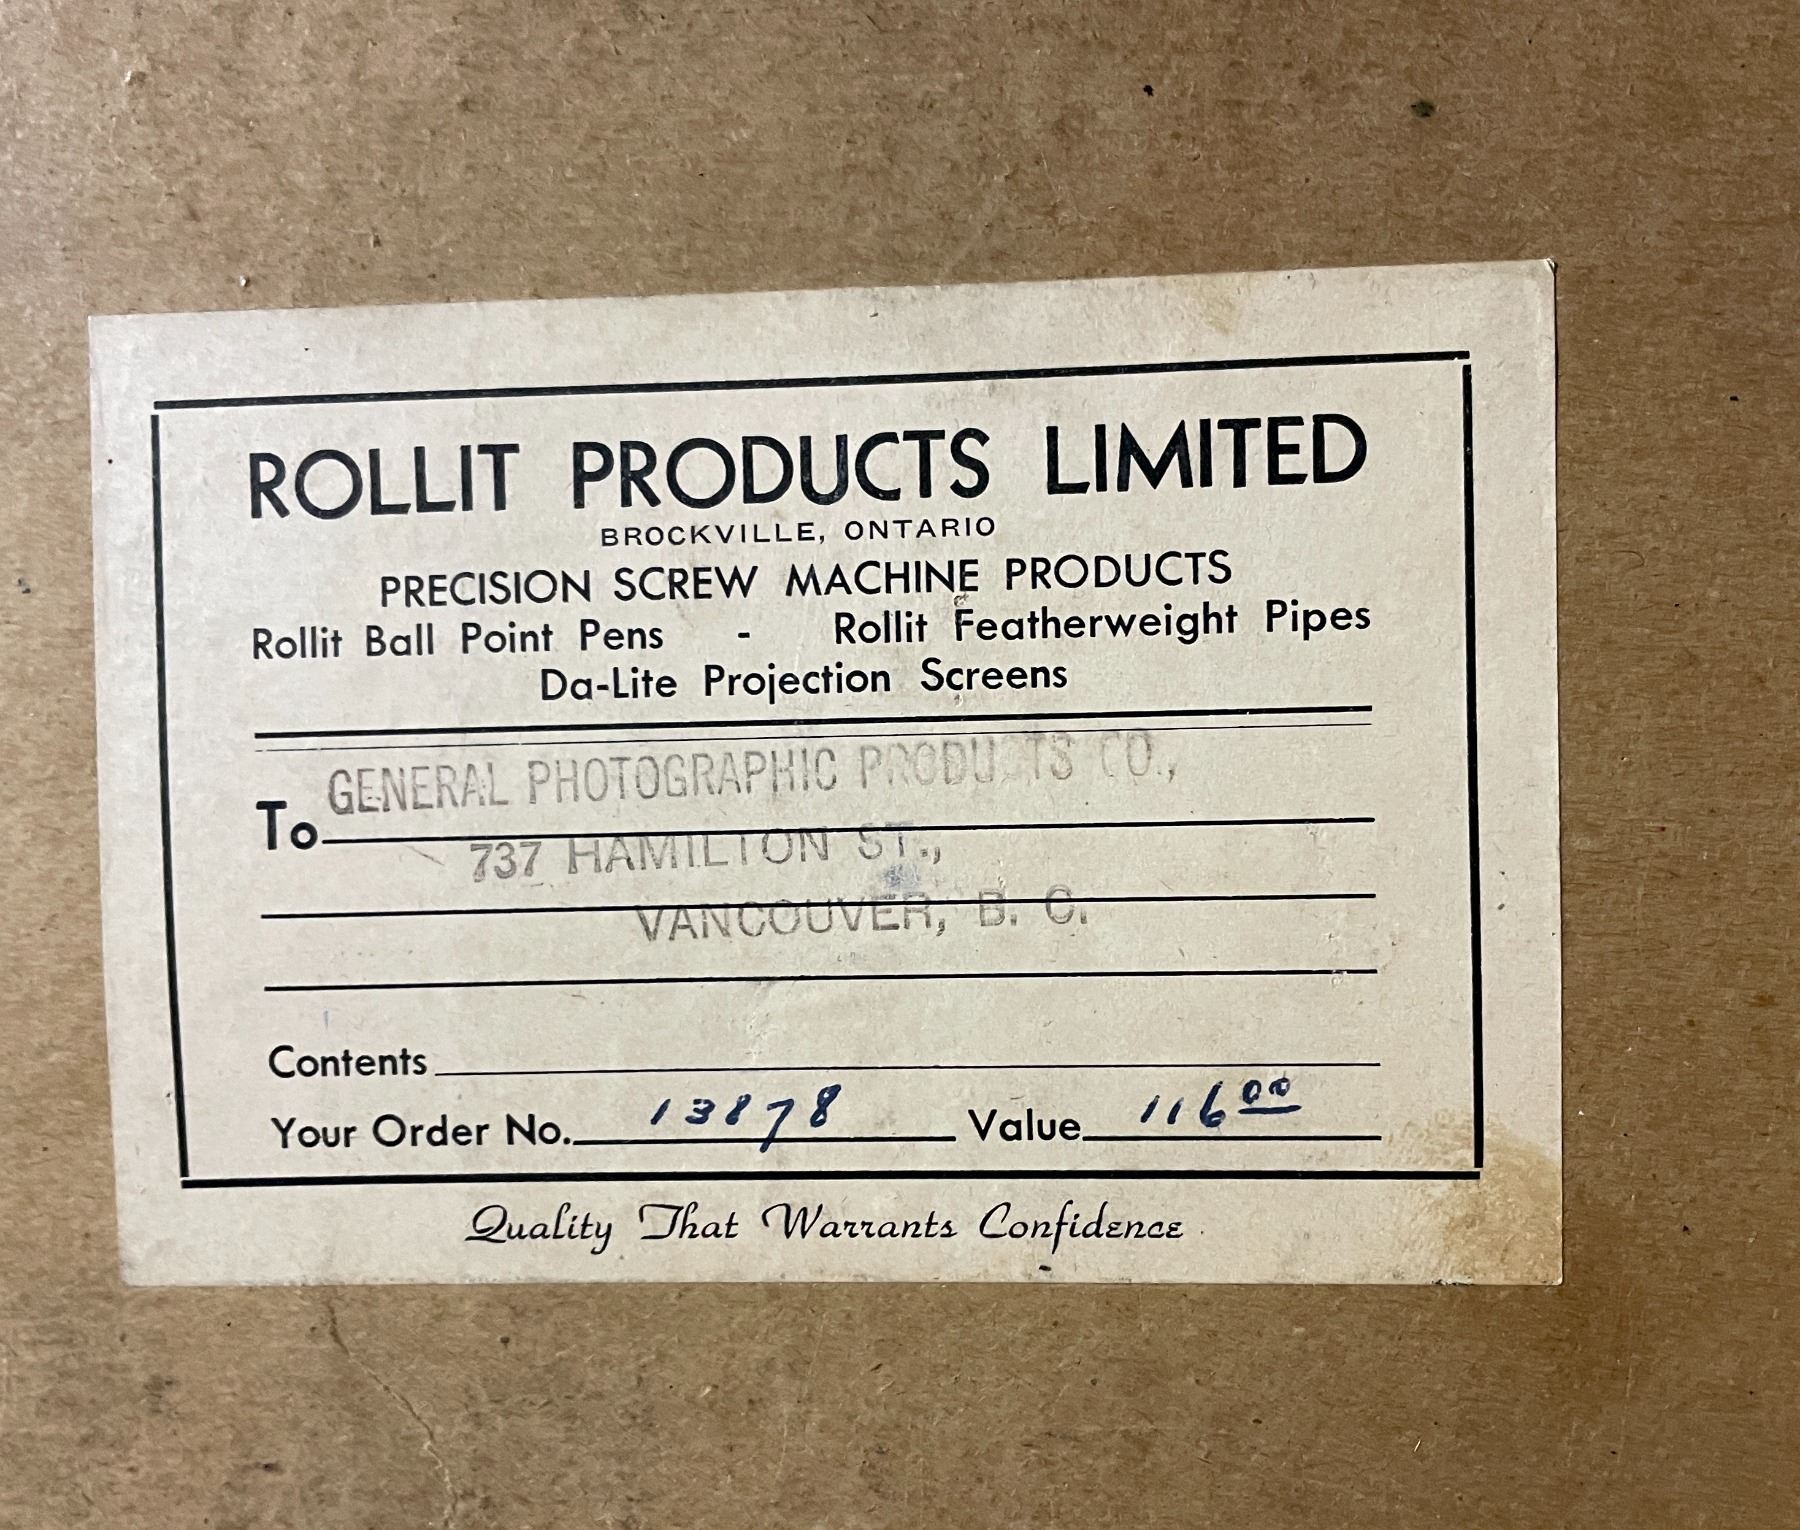 ROLLIT PRODUCTS LIMITED
BROCKVILLE, ONTARIO
PRECISION SCREW MACHINE PRODUCTS
Rollit Ball Point Pens - Rollit Featherweight Pipes
Da-Lite Projection Screens
To GENERAL PHOTOGRAPHIC PRODUCTS CO.,
737 HAMILTON ST.,
VANCOUVER, B. C.
Contents
Your Order No. 13878 Value 116 00
Quality That Warrants Confidence